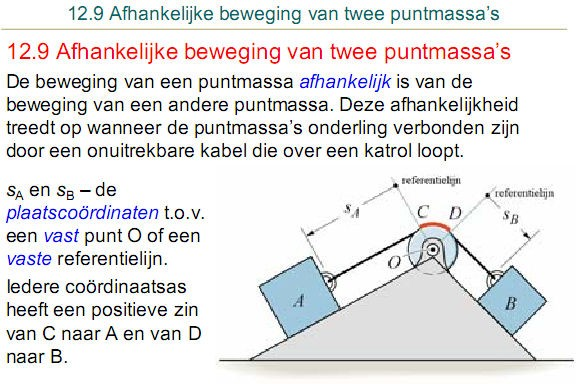 12.9 Afhankelijke beweging van twee puntmassa's
12.9 Afhankelijke beweging van twee puntmassa's
De beweging van een puntmassa afhankelijk is van de
beweging van een andere puntmassa. Deze afhankelijkheid
treedt op wanneer de puntmassa's onderling verbonden zijn
door een onuitrekbare kabel die over een katrol loopt.
sA en sB – de
plaatscoördinaten t.o.v.
een vast punt O of een
vaste referentielijn.
Iedere coördinaatsas
heeft een positieve zin
van C naar A en van D
naar B.
referentielijn
referentielijn
sA
C D
sB
O
A
B